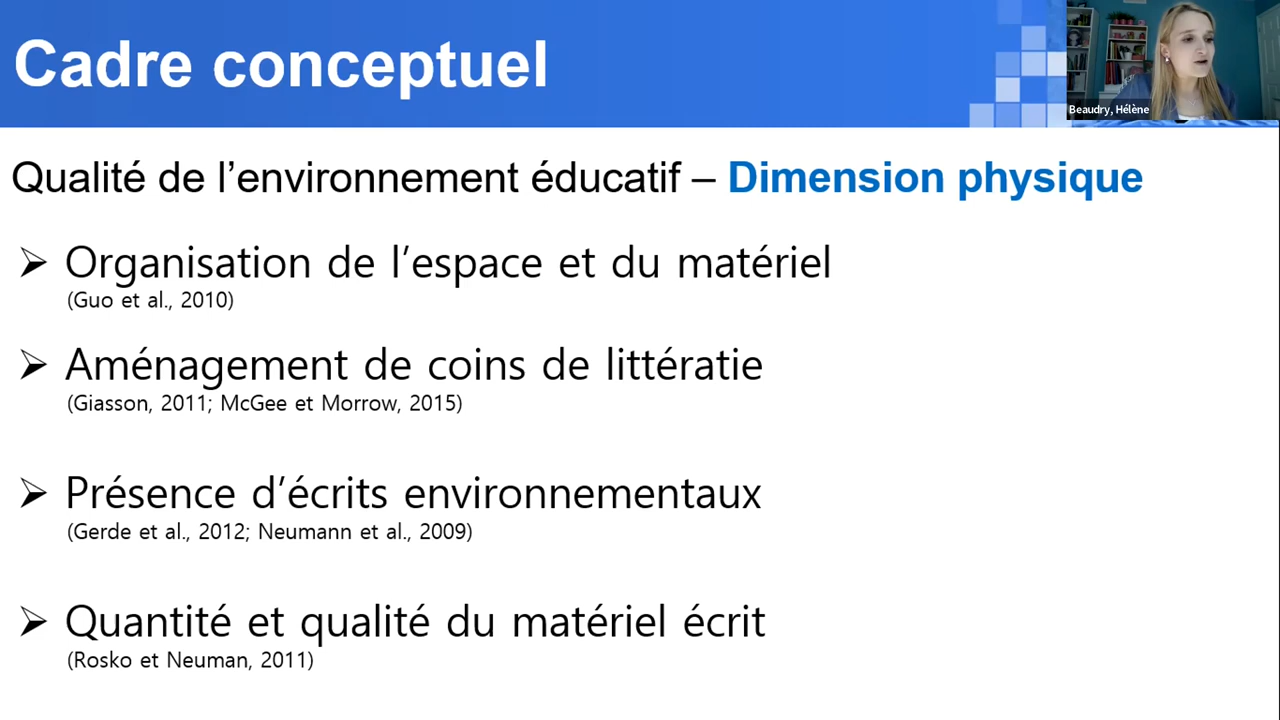 Cadre conceptuel
Beaudry, Hélène
Qualité de l’environnement éducatif – Dimension physique
➢ Organisation de l’espace et du matériel
(Guo et al., 2010)
➢ Aménagement de coins de littératie
(Giasson, 2011; McGee et Morrow, 2015)
➢ Présence d’écrits environnementaux
(Gerde et al., 2012; Neumann et al., 2009)
➢ Quantité et qualité du matériel écrit
(Rosko et Neuman, 2011)